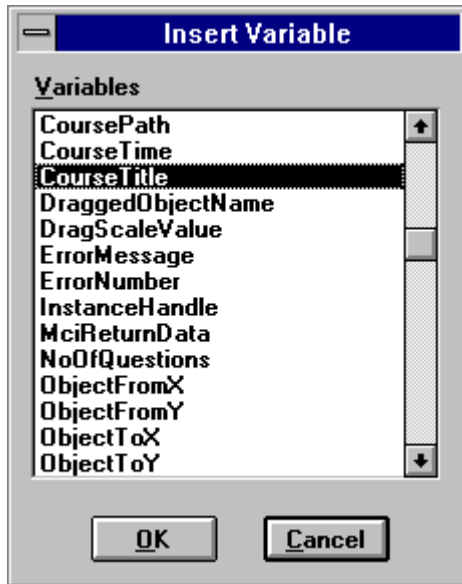 Insert Variable
Variables
CoursePath
CourseTime
CourseTitle
DraggedObjectName
DragScaleValue
ErrorMessage
ErrorNumber
InstanceHandle
MciReturnData
NoOfQuestions
ObjectFromX
ObjectFromY
ObjectToX
ObjectToY
OK Cancel